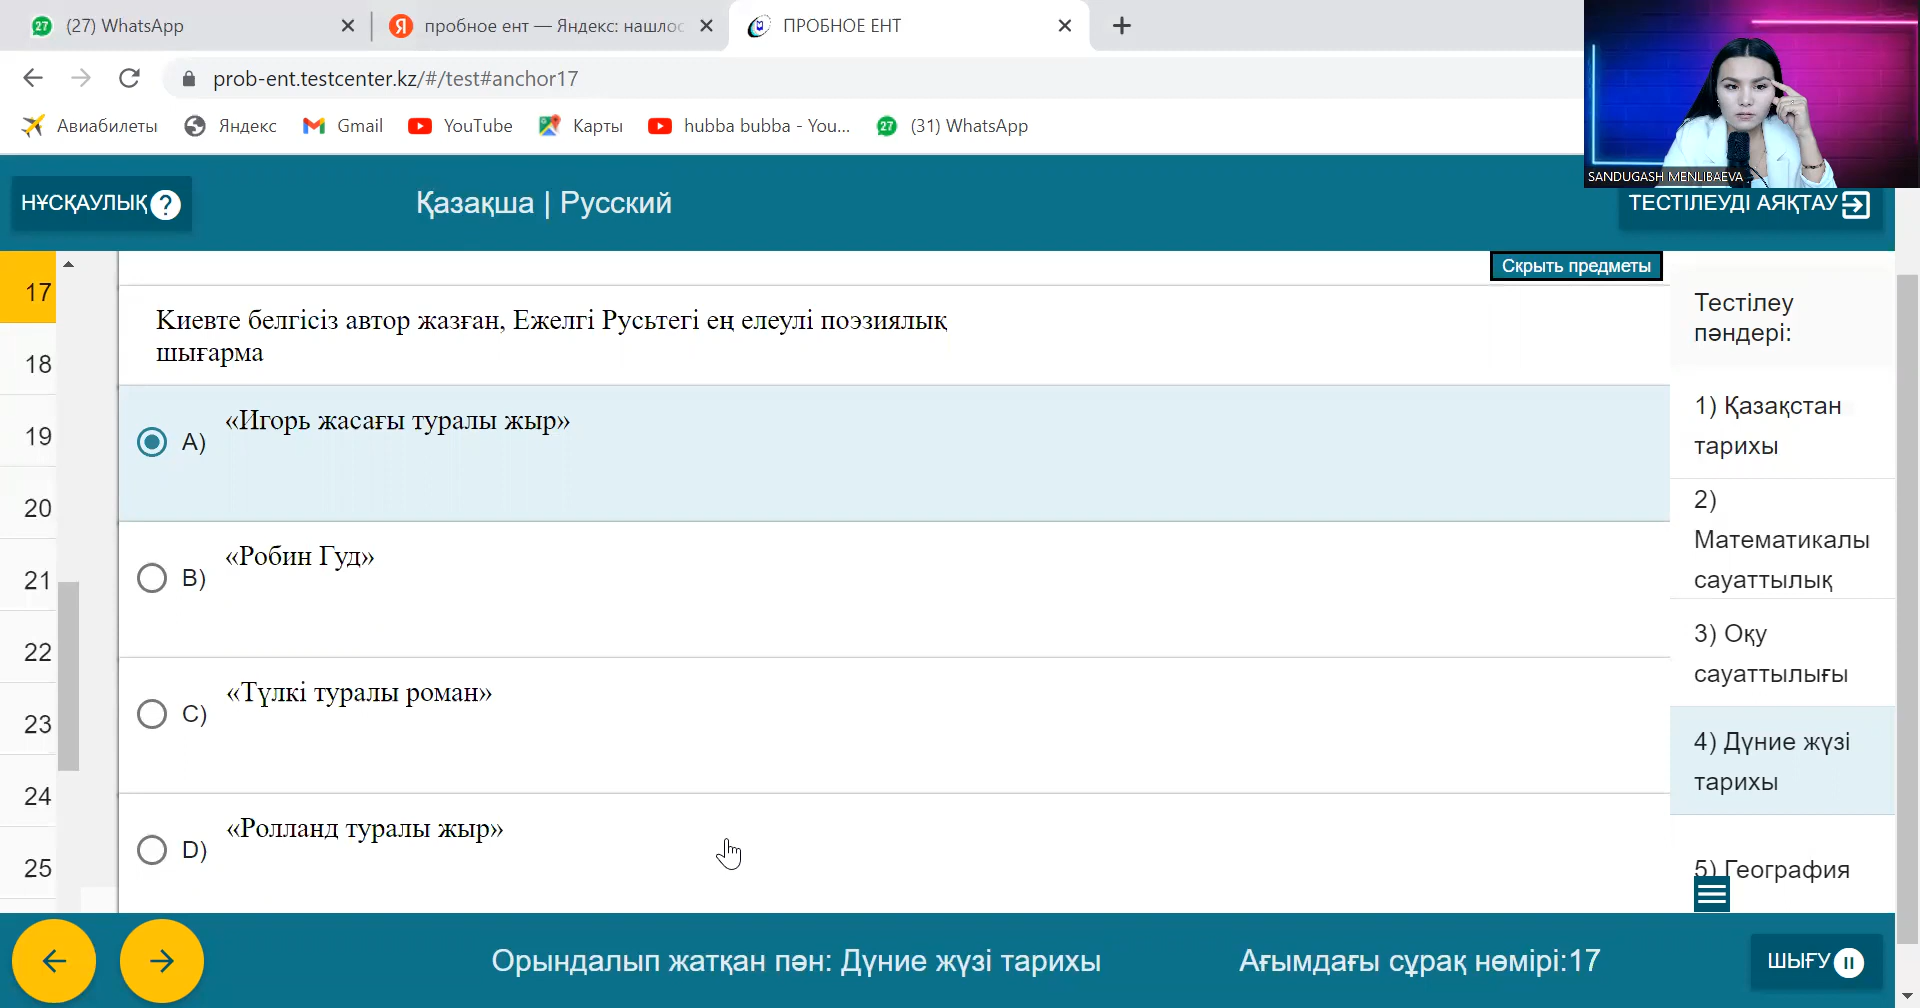 (27) WhatsApp
пробное ент — Яндекс: нашлос
ПРОБНОЕ ЕНТ
prob-ent.testcenter.kz/#/test#anchor17
Авиабилеты
Яндекс
Gmail
YouTube
Карты
hubba bubba - You...
27
(31) WhatsApp
SANDUGASH MENLIBAEVA
НҰСҚАУЛЫҚ ?
Қазақша | Русский
ТЕСТІЛЕУДІ АЯҚТАУ
Скрыть предметы
17
18
19
20
21
22
23
24
25
Киевте белгісіз автор жазған, Ежелгі Русьтегі ең елеулі поэзиялық
шығарма
A) «Игорь жасағы туралы жыр»
B) «Робин Гуд»
C) «Түлкі туралы роман»
D) «Ролланд туралы жыр»
Тестілеу
пәндері:
1) Қазақстан
тарихы
2)
Математикалы
сауаттылық
3) Оқу
сауаттылығы
4) Дүние жүзі
тарихы
5) География
Орындалып жатқан пән: Дүние жүзі тарихы
Ағымдағы сұрақ нөмірі:17
ШЫҒУ